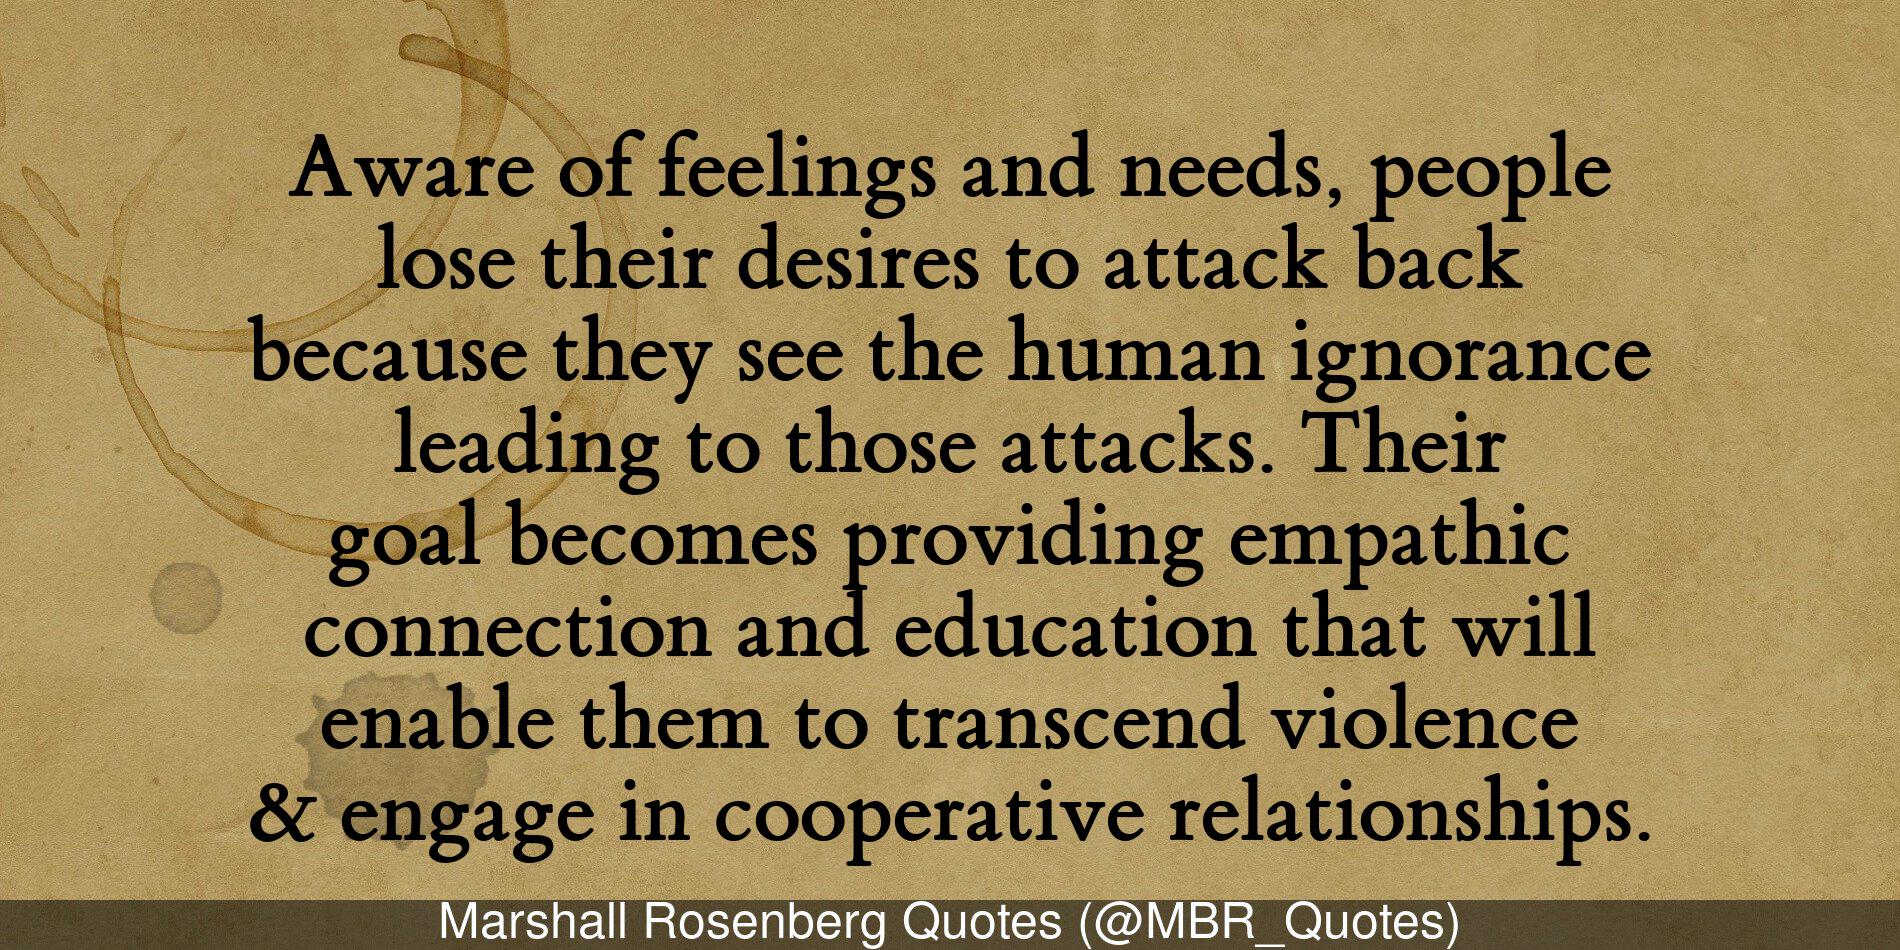 Aware of feelings and needs, people
lose their desires to attack back
because they see the human ignorance
leading to those attacks. Their
goal becomes providing empathic
connection and education that will
enable them to transcend violence
& engage in cooperative relationships.
Marshall Rosenberg Quotes (@MBR_Quotes)